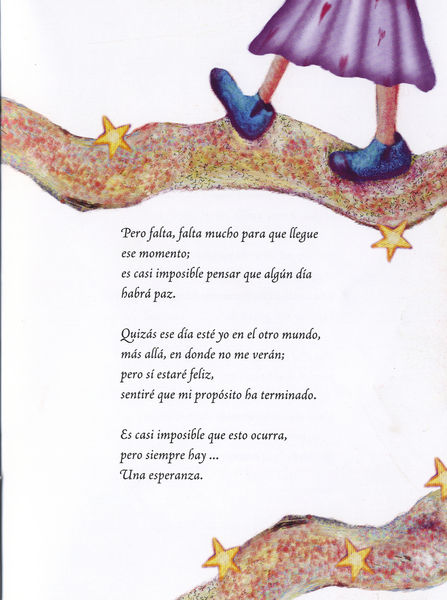 Pero falta, falta mucho para que llegue
ese momento;
es casi imposible pensar que algún día
habrá paz.
Quizás ese día esté yo en el otro mundo,
más allá, en donde no me verán;
pero sí estaré feliz,
sentiré que mi propósito ha terminado.
Es casi imposible que esto ocurra,
pero siempre hay ...
Una esperanza.